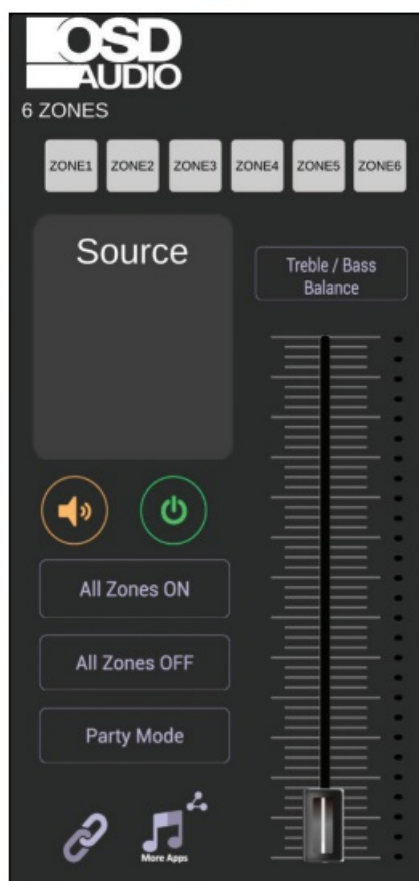 OSD
AUDIO
6 ZONES
ZONE1 ZONE2 ZONE3 ZONE4 ZONE5 ZONE6
Source
Treble / Bass
Balance
All Zones ON
All Zones OFF
Party Mode
More Apps